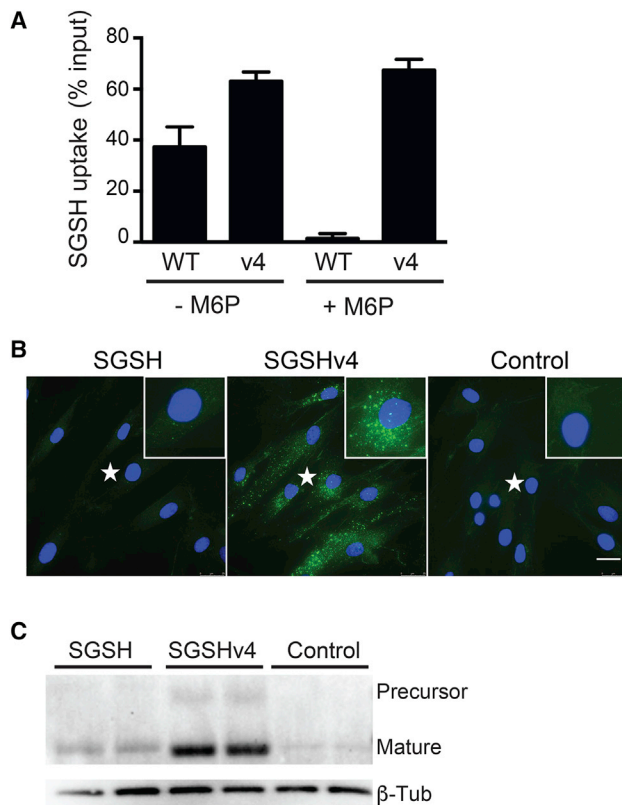 A
SGSH uptake (% input)
80
60
40
20
0
WT v4 WT v4
- M6P + M6P
B
SGSH SGSHv4 Control
C
SGSH SGSHv4 Control
Precursor
Mature
β-Tub